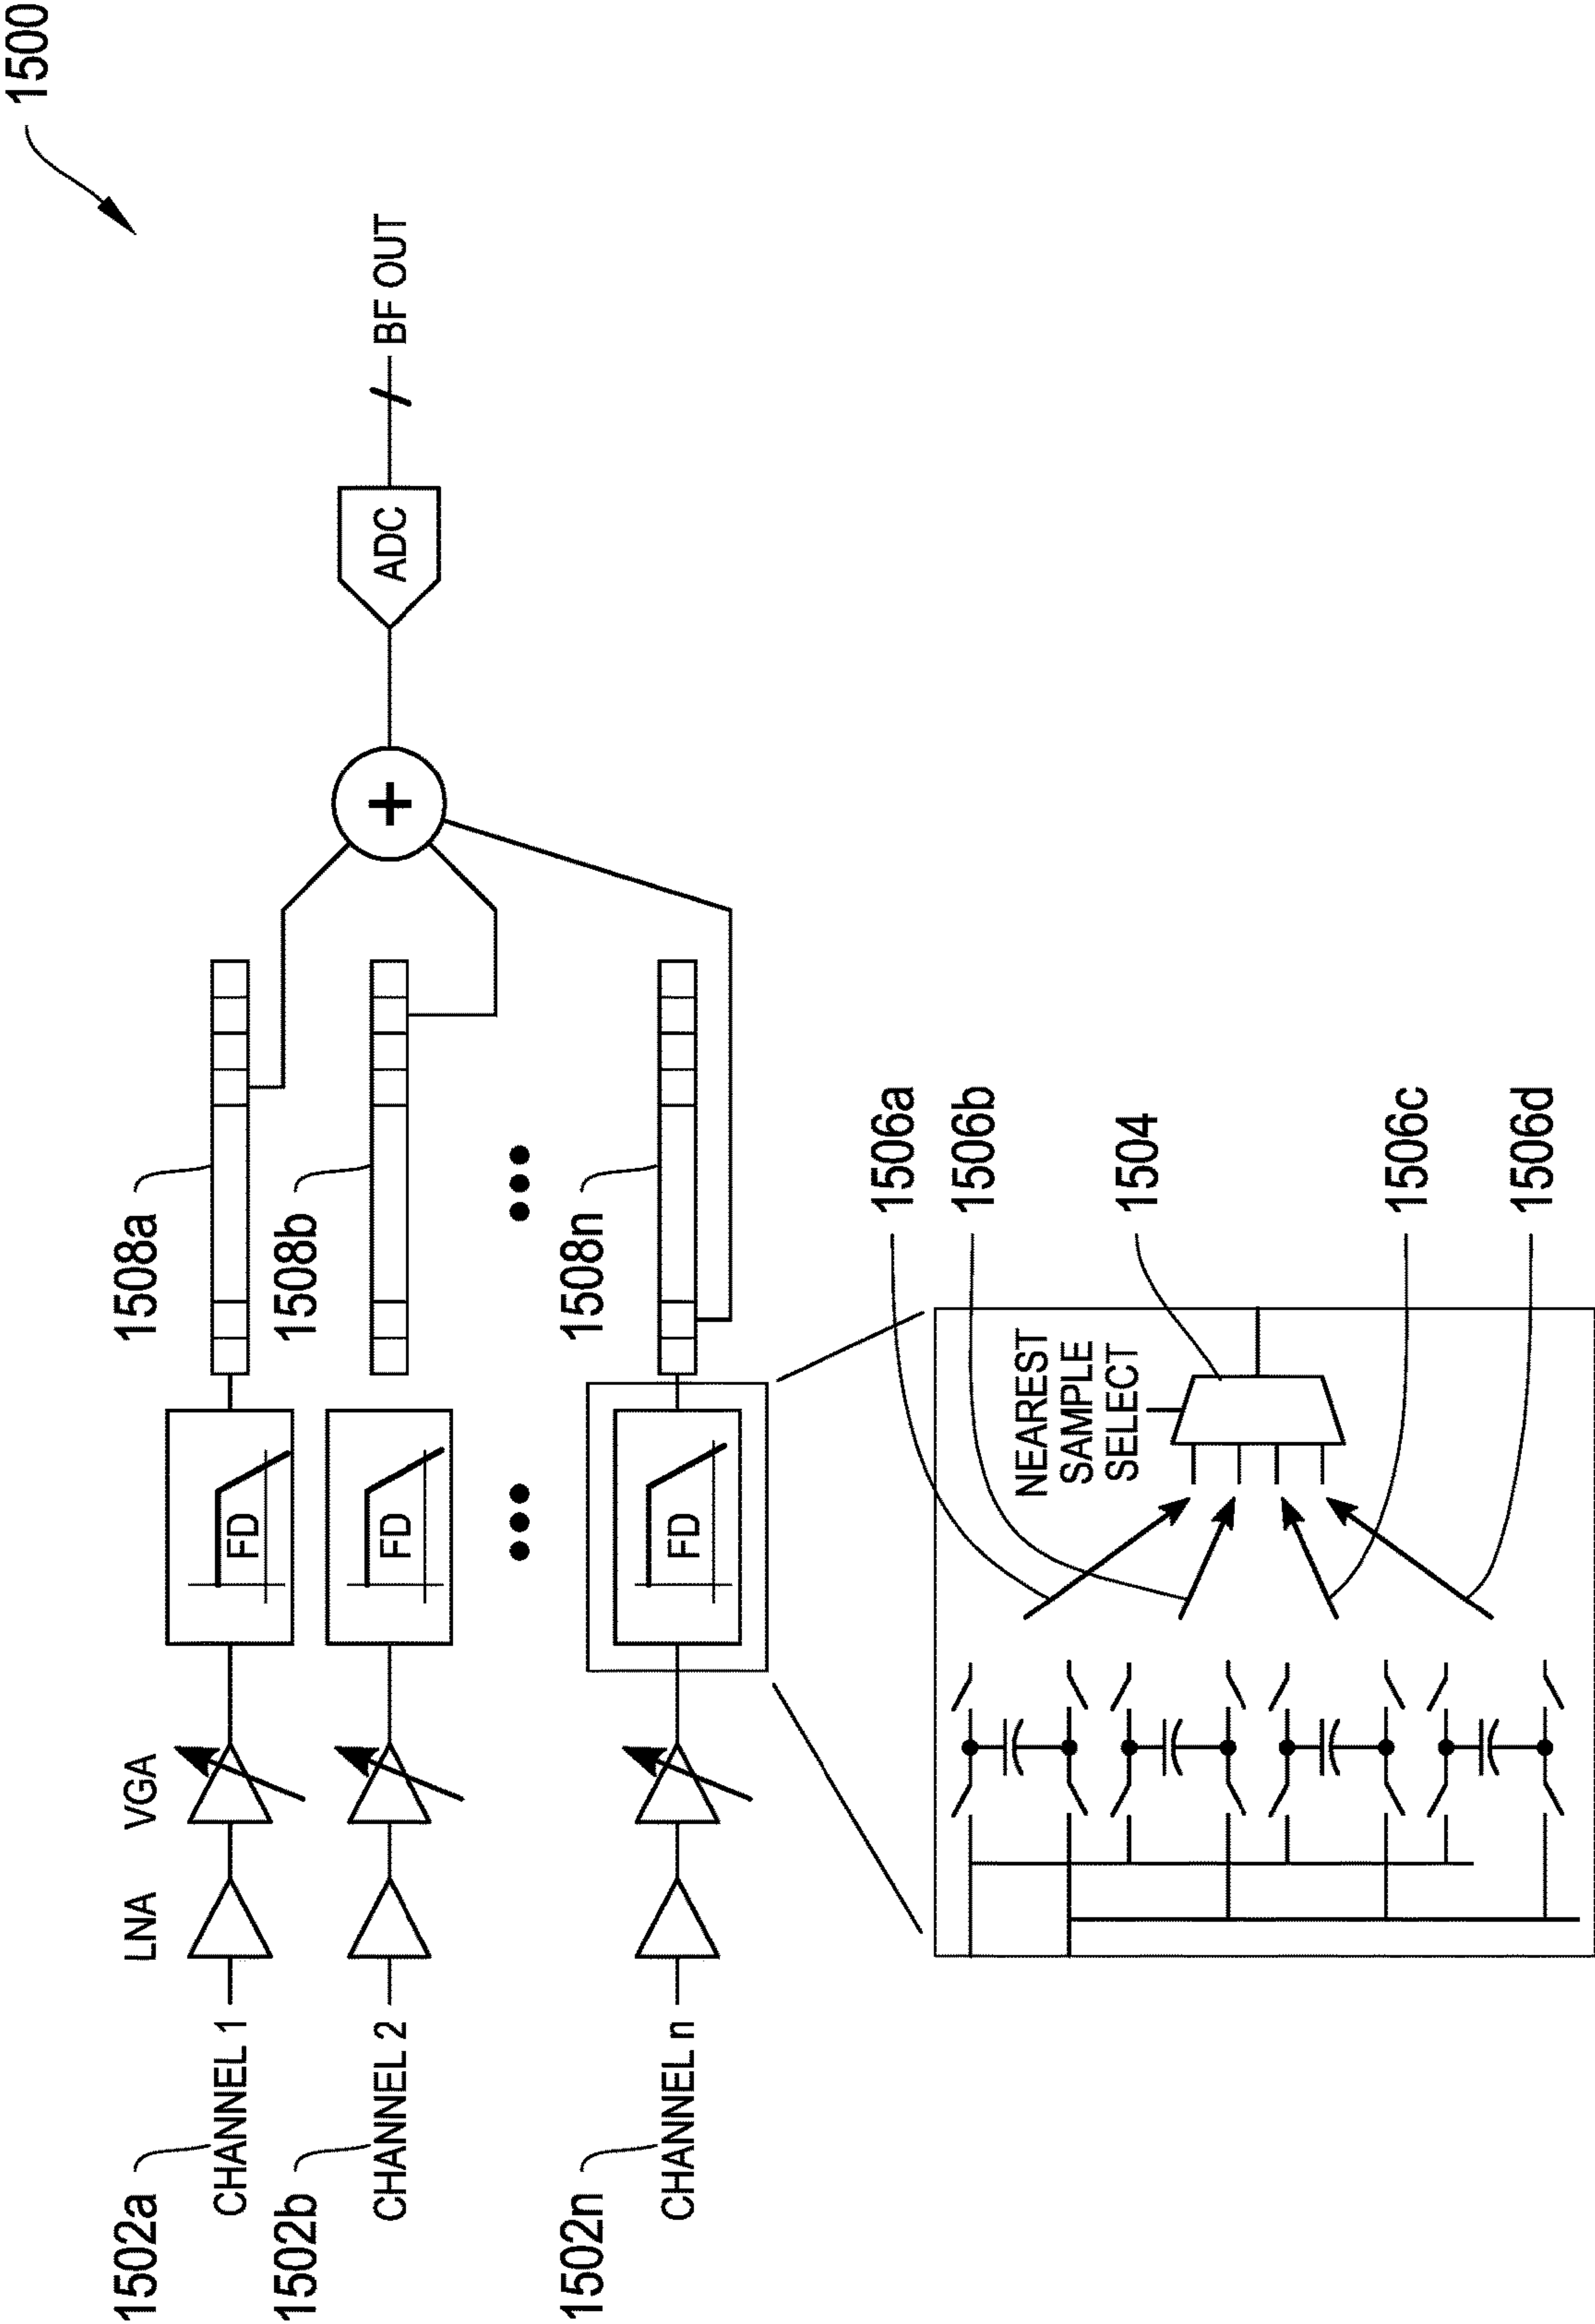 1500
LNA
VGA
1502a
CHANNEL 1
FD
1508a
1502b
CHANNEL 2
FD
1508b
ADC
BF OUT
1502n
CHANNEL n
FD
1508n
+
1506a
1506b
NEAREST
SAMPLE
SELECT
1504
1506c
1506d